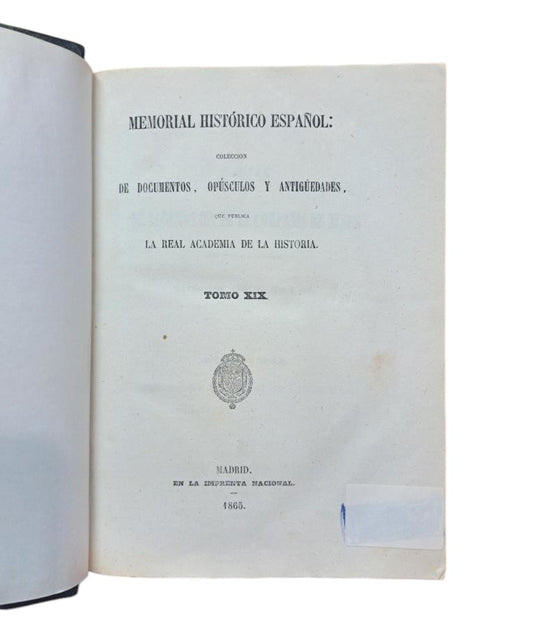 MEMORIAL HISTÓRICO ESPAÑOL:
COLECCION
DE DOCUMENTOS, OPÚSCULOS Y ANTIGÜEDADES,
QUE PUBLICA
LA REAL ACADEMIA DE LA HISTORIA.
TOMO XIX.
MADRID.
EN LA IMPRENTA NACIONAL.
1865.